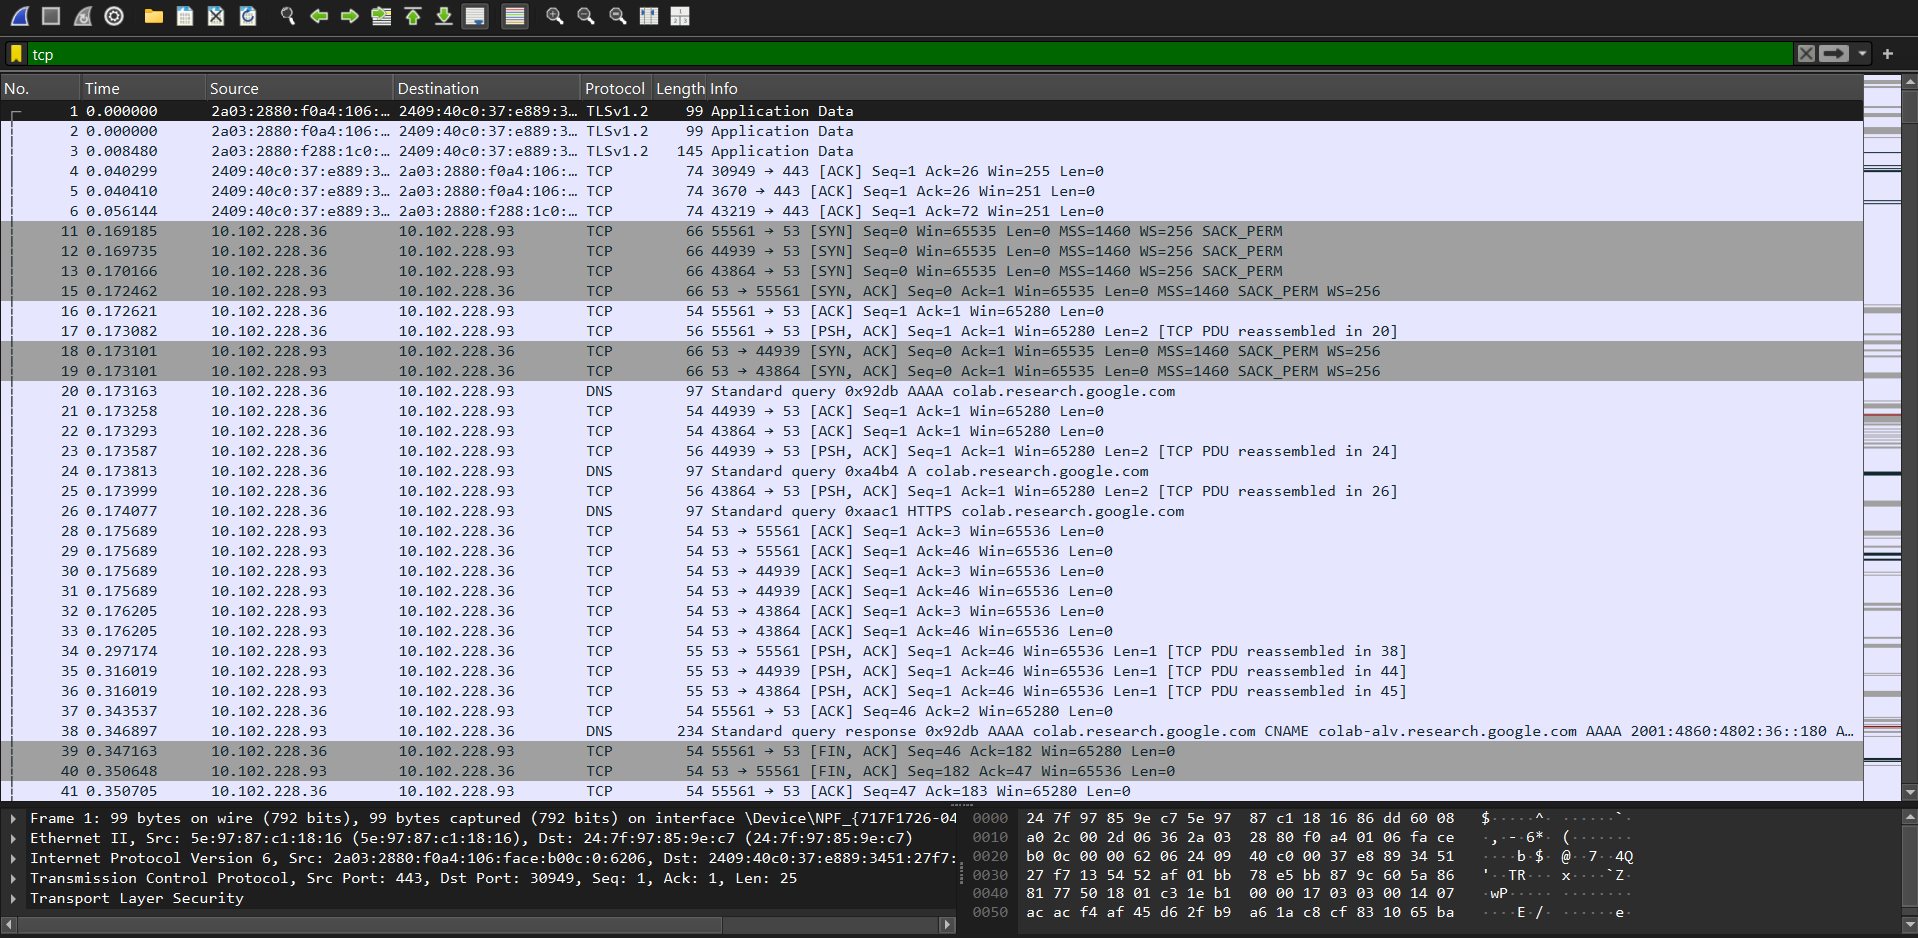 tcp
No. Time Source Destination Protocol Length Info
1 0.000000 2a03:2880:f0a4:106:… 2409:40c0:37:e889:3… TLSv1.2 99 Application Data
2 0.000000 2a03:2880:f0a4:106:… 2409:40c0:37:e889:3… TLSv1.2 99 Application Data
3 0.008480 2a03:2880:f288:1c0:… 2409:40c0:37:e889:3… TLSv1.2 145 Application Data
4 0.040299 2409:40c0:37:e889:3… 2a03:2880:f0a4:106:… TCP 74 30949 → 443 [ACK] Seq=1 Ack=26 Win=255 Len=0
5 0.040410 2409:40c0:37:e889:3… 2a03:2880:f0a4:106:… TCP 74 3670 → 443 [ACK] Seq=1 Ack=26 Win=251 Len=0
6 0.056144 2409:40c0:37:e889:3… 2a03:2880:f288:1c0:… TCP 74 43219 → 443 [ACK] Seq=1 Ack=72 Win=251 Len=0
11 0.169185 10.102.228.36 10.102.228.93 TCP 66 55561 → 53 [SYN] Seq=0 Win=65535 Len=0 MSS=1460 WS=256 SACK_PERM
12 0.169735 10.102.228.36 10.102.228.93 TCP 66 44939 → 53 [SYN] Seq=0 Win=65535 Len=0 MSS=1460 WS=256 SACK_PERM
13 0.170166 10.102.228.36 10.102.228.93 TCP 66 43864 → 53 [SYN] Seq=0 Win=65535 Len=0 MSS=1460 WS=256 SACK_PERM
15 0.172462 10.102.228.93 10.102.228.36 TCP 66 53 → 55561 [SYN, ACK] Seq=0 Ack=1 Win=65535 Len=0 MSS=1460 SACK_PERM WS=256
16 0.172621 10.102.228.36 10.102.228.93 TCP 54 55561 → 53 [ACK] Seq=1 Ack=1 Win=65280 Len=0
17 0.173082 10.102.228.36 10.102.228.93 TCP 56 55561 → 53 [PSH, ACK] Seq=1 Ack=1 Win=65280 Len=2 [TCP PDU reassembled in 20]
18 0.173101 10.102.228.93 10.102.228.36 TCP 66 53 → 44939 [SYN, ACK] Seq=0 Ack=1 Win=65535 Len=0 MSS=1460 SACK_PERM WS=256
19 0.173101 10.102.228.93 10.102.228.36 TCP 66 53 → 43864 [SYN, ACK] Seq=0 Ack=1 Win=65535 Len=0 MSS=1460 SACK_PERM WS=256
20 0.173163 10.102.228.36 10.102.228.93 DNS 97 Standard query 0x92db AAAA colab.research.google.com
21 0.173258 10.102.228.36 10.102.228.93 TCP 54 44939 → 53 [ACK] Seq=1 Ack=1 Win=65280 Len=0
22 0.173293 10.102.228.36 10.102.228.93 TCP 54 43864 → 53 [ACK] Seq=1 Ack=1 Win=65280 Len=0
23 0.173587 10.102.228.36 10.102.228.93 TCP 56 44939 → 53 [PSH, ACK] Seq=1 Ack=1 Win=65280 Len=2 [TCP PDU reassembled in 24]
24 0.173813 10.102.228.36 10.102.228.93 DNS 97 Standard query 0xa4b4 A colab.research.google.com
25 0.173999 10.102.228.36 10.102.228.93 TCP 56 43864 → 53 [PSH, ACK] Seq=1 Ack=1 Win=65280 Len=2 [TCP PDU reassembled in 26]
26 0.174077 10.102.228.36 10.102.228.93 DNS 97 Standard query 0xaac1 HTTPS colab.research.google.com
28 0.175689 10.102.228.93 10.102.228.36 TCP 54 53 → 55561 [ACK] Seq=1 Ack=3 Win=65536 Len=0
29 0.175689 10.102.228.93 10.102.228.36 TCP 54 53 → 55561 [ACK] Seq=1 Ack=46 Win=65536 Len=0
30 0.175689 10.102.228.93 10.102.228.36 TCP 54 53 → 44939 [ACK] Seq=1 Ack=3 Win=65536 Len=0
31 0.175689 10.102.228.93 10.102.228.36 TCP 54 53 → 44939 [ACK] Seq=1 Ack=46 Win=65536 Len=0
32 0.176205 10.102.228.93 10.102.228.36 TCP 54 53 → 43864 [ACK] Seq=1 Ack=3 Win=65536 Len=0
33 0.176205 10.102.228.93 10.102.228.36 TCP 54 53 → 43864 [ACK] Seq=1 Ack=46 Win=65536 Len=0
34 0.297174 10.102.228.93 10.102.228.36 TCP 55 53 → 55561 [PSH, ACK] Seq=1 Ack=46 Win=65536 Len=1 [TCP PDU reassembled in 38]
35 0.316019 10.102.228.93 10.102.228.36 TCP 55 53 → 44939 [PSH, ACK] Seq=1 Ack=46 Win=65536 Len=1 [TCP PDU reassembled in 44]
36 0.316019 10.102.228.93 10.102.228.36 TCP 55 53 → 43864 [PSH, ACK] Seq=1 Ack=46 Win=65536 Len=1 [TCP PDU reassembled in 45]
37 0.343537 10.102.228.36 10.102.228.93 TCP 54 55561 → 53 [ACK] Seq=46 Ack=2 Win=65280 Len=0
38 0.346897 10.102.228.93 10.102.228.36 DNS 234 Standard query response 0x92db AAAA colab.research.google.com CNAME colab-alv.research.google.com AAAA 2001:4860:4802:36::180 A…
39 0.347163 10.102.228.36 10.102.228.93 TCP 54 55561 → 53 [FIN, ACK] Seq=46 Ack=182 Win=65280 Len=0
40 0.350648 10.102.228.93 10.102.228.36 TCP 54 53 → 55561 [FIN, ACK] Seq=182 Ack=47 Win=65536 Len=0
41 0.350705 10.102.228.36 10.102.228.93 TCP 54 55561 → 53 [ACK] Seq=47 Ack=183 Win=65280 Len=0
Frame 1: 99 bytes on wire (792 bits), 99 bytes captured (792 bits) on interface \Device\NPF_{717F1726-04
Ethernet II, Src: 5e:97:87:c1:18:16 (5e:97:87:c1:18:16), Dst: 24:7f:97:85:9e:c7 (24:7f:97:85:9e:c7)
Internet Protocol Version 6, Src: 2a03:2880:f0a4:106:face:b00c:0:6206, Dst: 2409:40c0:37:e889:3451:27f7:
Transmission Control Protocol, Src Port: 443, Dst Port: 30949, Seq: 1, Ack: 1, Len: 25
Transport Layer Security
0000 24 7f 97 85 9e c7 5e 97 87 c1 18 16 86 dd 60 08 $·····^· ······`·
0010 a0 2c 00 2d 06 36 2a 03 28 80 f0 a4 01 06 fa ce ·,·-·6*· (·······
0020 b0 0c 00 00 62 06 24 09 40 c0 00 37 e8 89 34 51 ····b·$· @··7··4Q
0030 27 f7 13 54 52 af 01 bb 78 e5 bb 87 9c 60 5a 86 '··TR··· x····`Z·
0040 81 77 50 18 01 c3 1e b1 00 00 17 03 03 00 14 07 ·wP····· ········
0050 ac ac f4 af 45 d6 2f b9 a6 1a c8 cf 83 10 65 ba ····E·/· ······e·